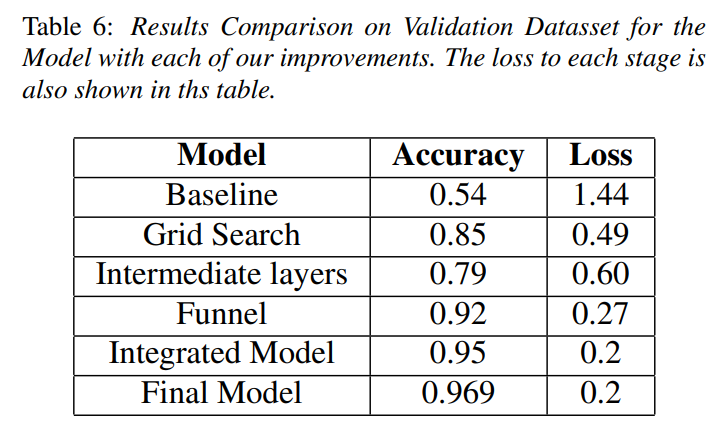 Table 6: Results Comparison on Validation Datasset for the
Model with each of our improvements. The loss to each stage is
also shown in ths table.
Model Accuracy Loss
Baseline 0.54 1.44
Grid Search 0.85 0.49
Intermediate layers 0.79 0.60
Funnel 0.92 0.27
Integrated Model 0.95 0.2
Final Model 0.969 0.2